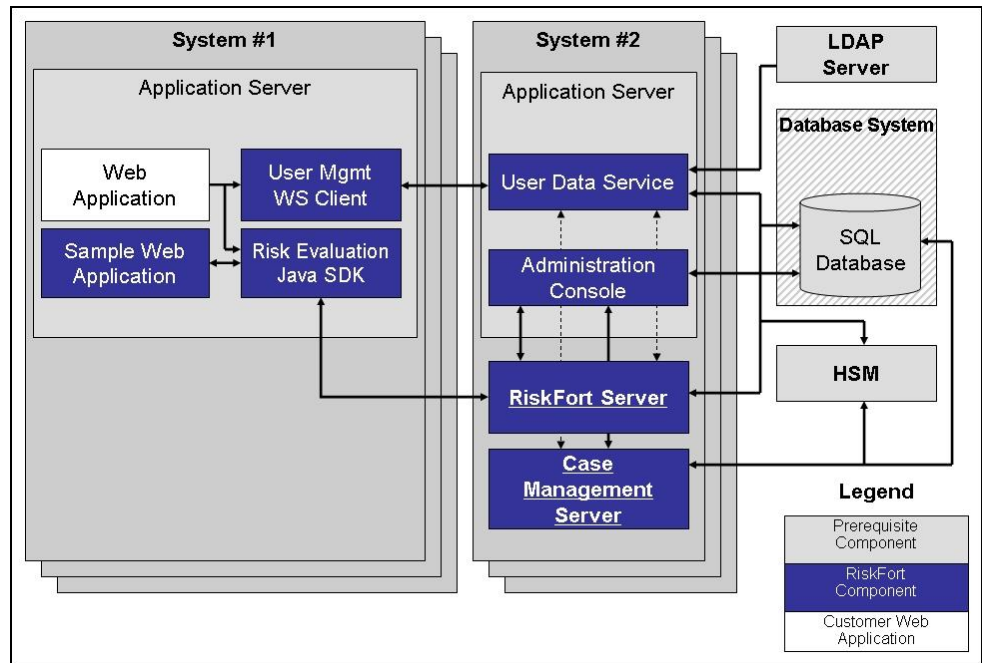 System #1
Application Server
Web
Application
User Mgmt
WS Client
Sample Web
Application
Risk Evaluation
Java SDK
System #2
Application Server
User Data Service
Administration
Console
RiskFort Server
Case
Management
Server
LDAP
Server
Database System
SQL
Database
HSM
Legend
Prerequisite
Component
RiskFort
Component
Customer Web
Application